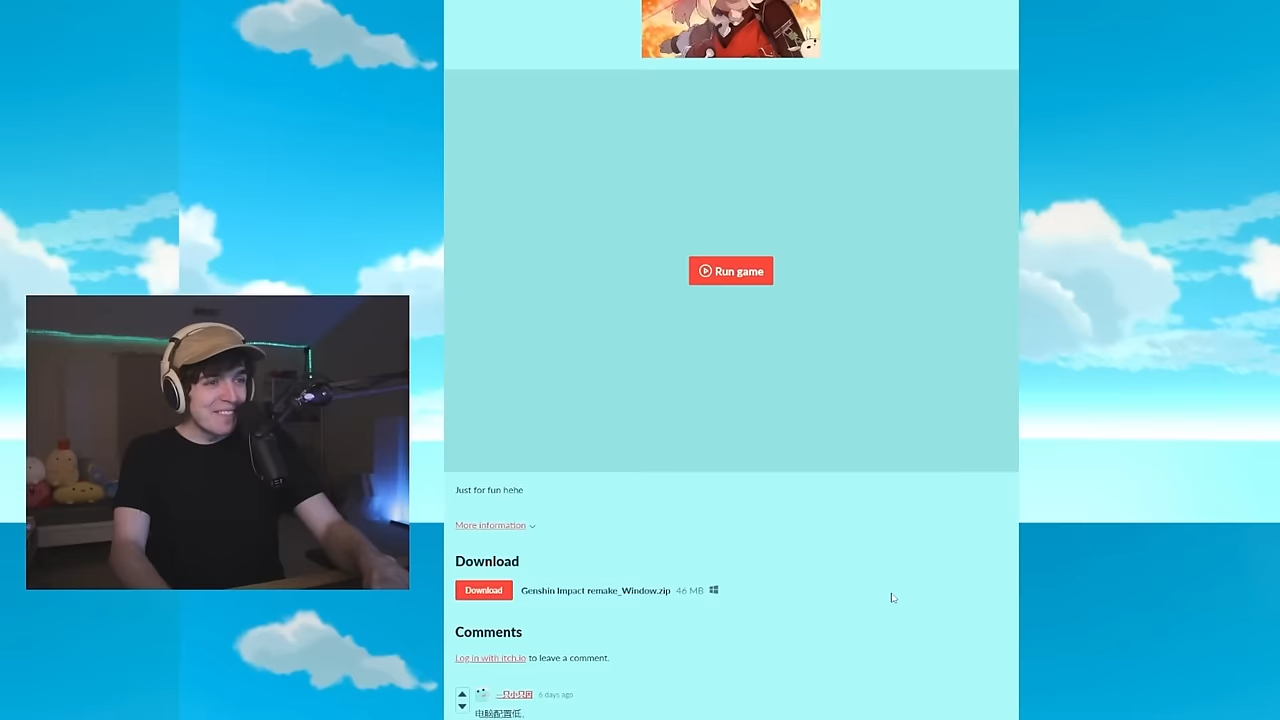 Run game
Just for fun hehe
More information
Download
Download Genshin Impact remake_Window.zip 46 MB
Comments
Log in with itch.io to leave a comment.
6 days ago
电脑配置低,